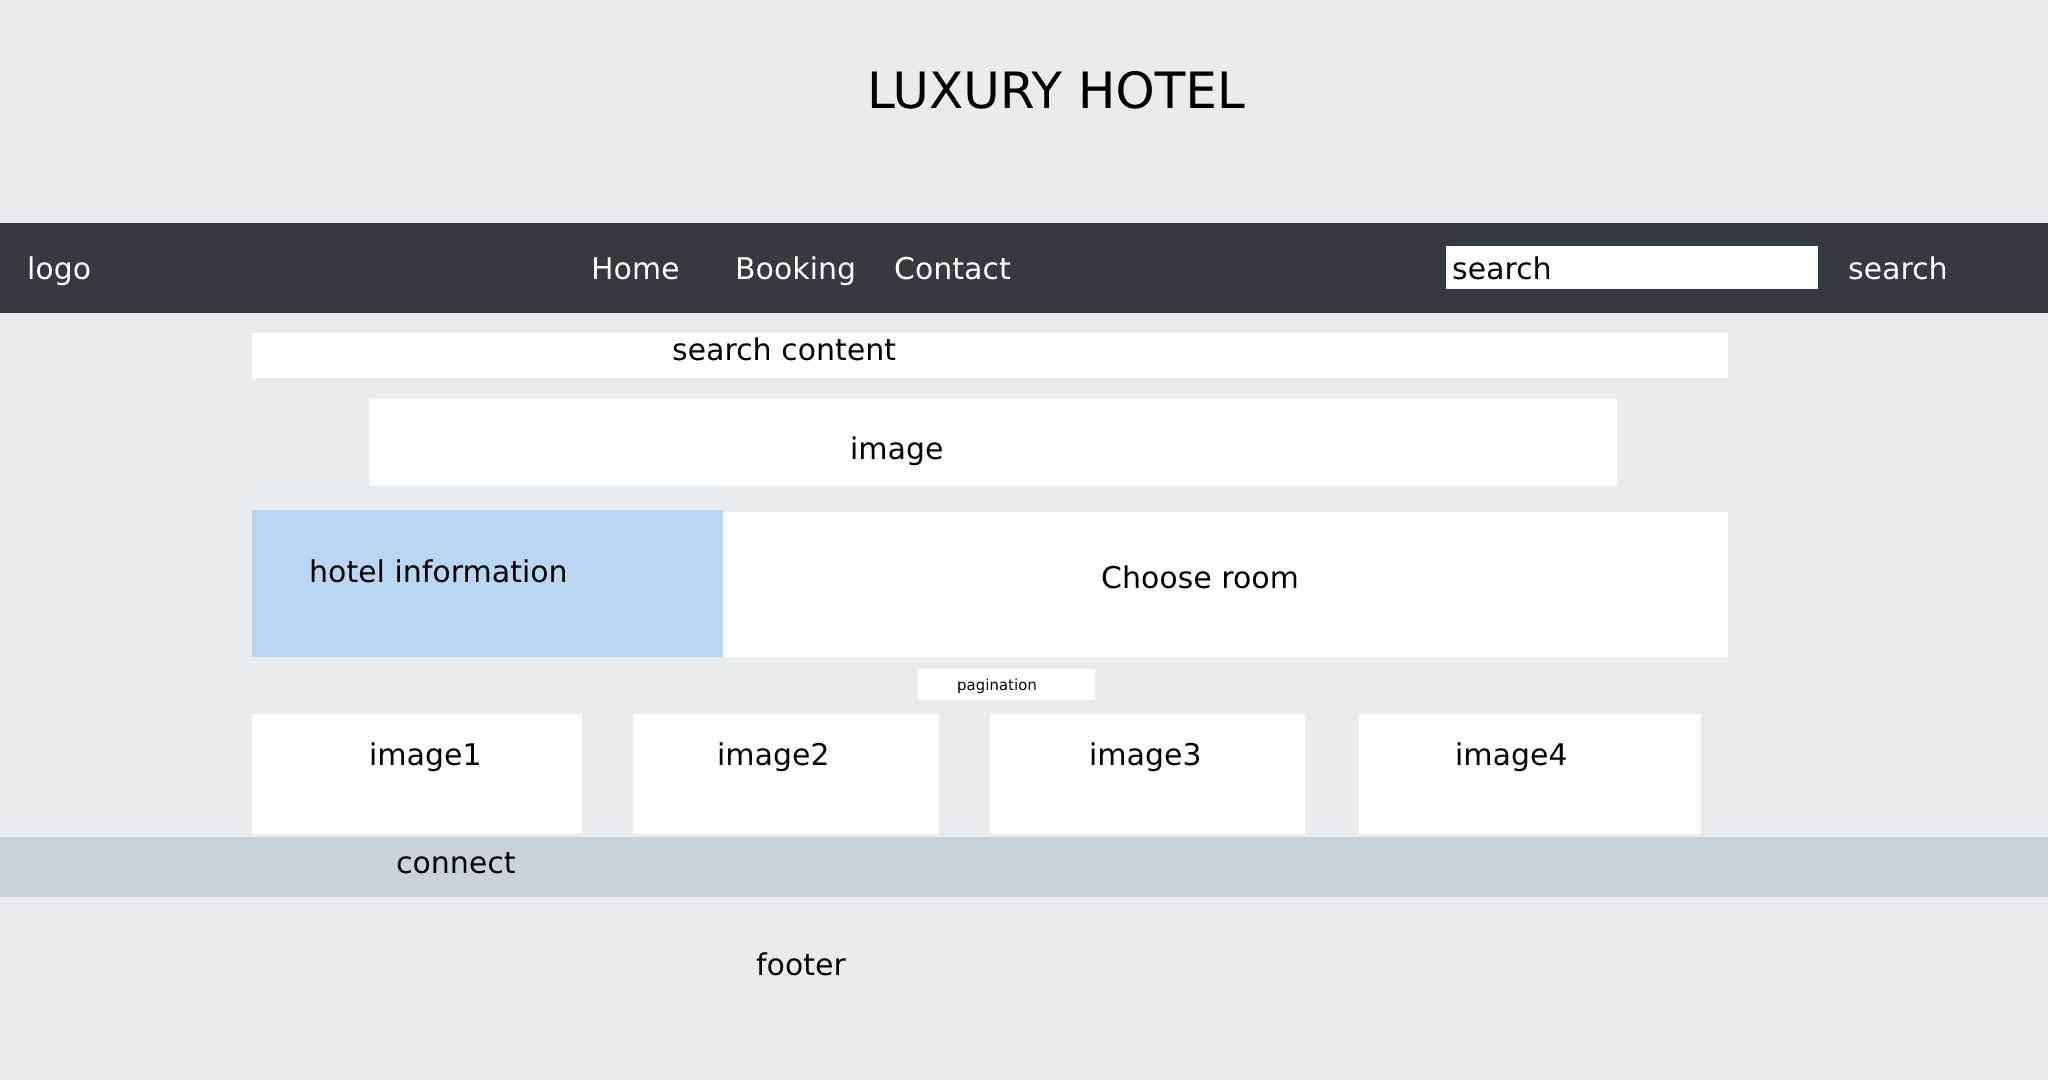 LUXURY HOTEL
logo Home Booking Contact search search
search content
image
hotel information Choose room
pagination
image1 image2 image3 image4
connect
footer